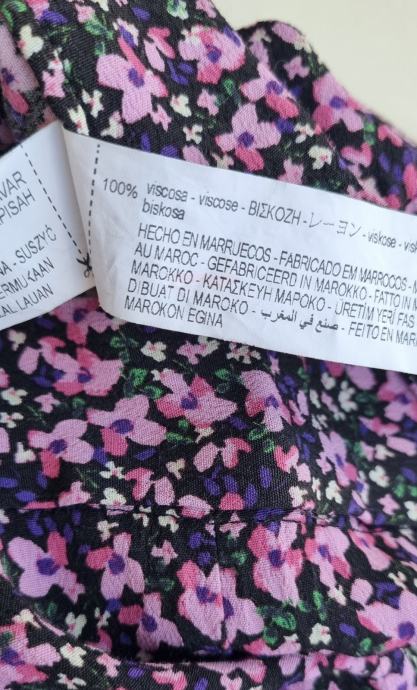 VAR
PISAH
NA - SUSZYĆ
ERMUKAAN
AL LAUAN
100% viscosa - viscose - ΒΙΣΚΟΖΗ - レーヨン - viskose - visk
biskosa
HECHO EN MARRUECOS - FABRICADO EM MARROCOS - M
AU MAROC - GEFABRICEERD IN MAROKKO - FATTO IN M
MAROKKO - ΚΑΤΑΣΚΕΥΗ ΜΑΡΟΚΟ - ÜRETİM YERİ FAS
DIBUAT DI MAROKO - صنع في المغرب - FEITO EN MAR
MAROKON EGINA